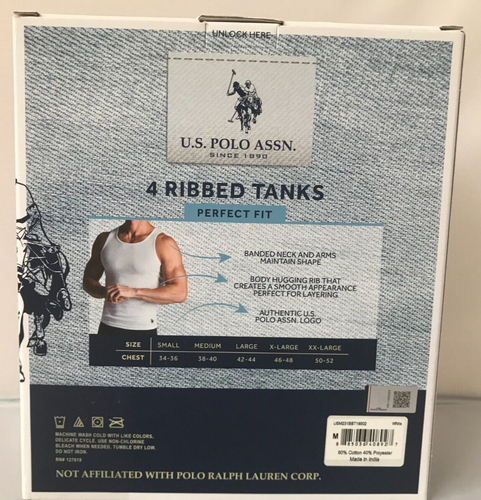 UNLOCK HERE
U.S. POLO ASSN.
SINCE 1890
4 RIBBED TANKS
PERFECT FIT
BANDED NECK AND ARMS
MAINTAIN SHAPE
BODY HUGGING RIB THAT
CREATES A SMOOTH APPEARANCE
PERFECT FOR LAYERING
AUTHENTIC U.S.
POLO ASSN. LOGO
SIZE SMALL MEDIUM LARGE X-LARGE XX-LARGE
CHEST 34-36 38-40 42-44 46-48 50-52
MACHINE WASH COLD WITH LIKE COLORS,
DELICATE CYCLE. USE NON-CHLORINE
BLEACH WHEN NEEDED. TUMBLE DRY LOW.
DO NOT IRON.
RN# 127019
NOT AFFILIATED WITH POLO RALPH LAUREN CORP.
M
60% Cotton 40% Polyester
Made in India